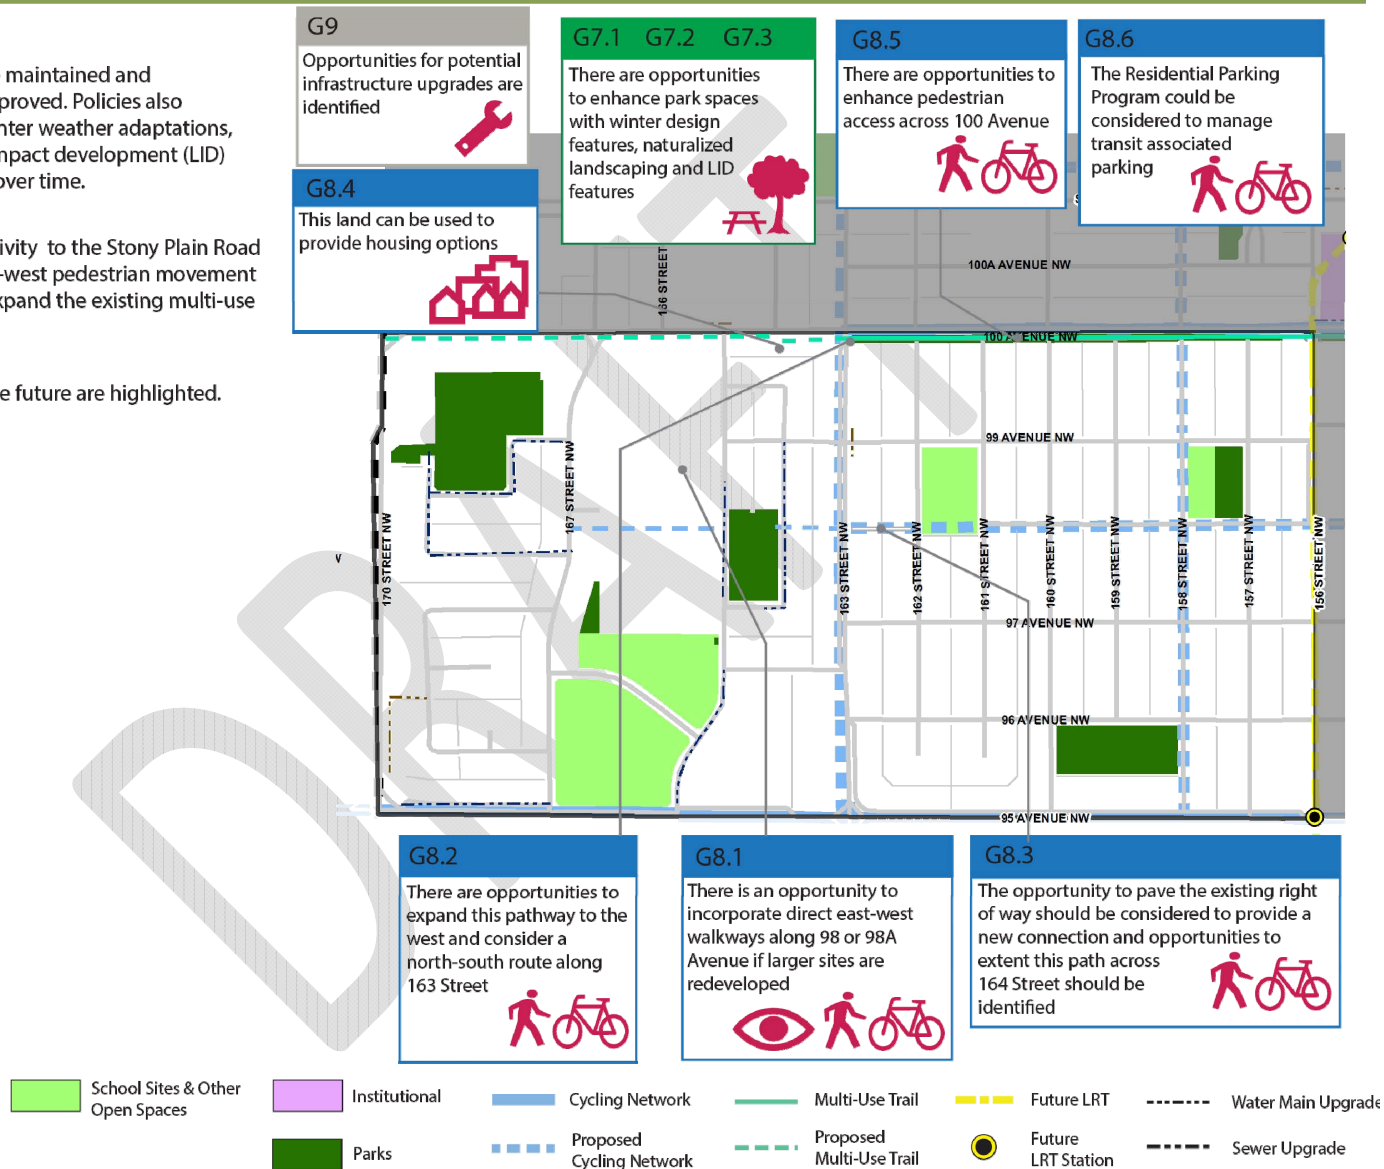 maintained and
proved. Policies also
nter weather adaptations,
mpact development (LID)
over time.
ivity to the Stony Plain Road
-west pedestrian movement
xpand the existing multi-use
e future are highlighted.
G9
Opportunities for potential
infrastructure upgrades are
identified
G7.1 G7.2 G7.3
There are opportunities
to enhance park spaces
with winter design
features, naturalized
landscaping and LID
features
G8.5
There are opportunities to
enhance pedestrian
access across 100 Avenue
G8.6
The Residential Parking
Program could be
considered to manage
transit associated
parking
G8.4
This land can be used to
provide housing options
DRAFT
166 STREET
100A AVENUE NW
100 AVENUE NW
99 AVENUE NW
97 AVENUE NW
96 AVENUE NW
95 AVENUE NW
170 STREET NW
167 STREET NW
163 STREET NW
162 STREET NW
161 STREET NW
160 STREET NW
159 STREET NW
158 STREET NW
157 STREET NW
156 STREET NW
G8.2
There are opportunities to
expand this pathway to the
west and consider a
north-south route along
163 Street
G8.1
There is an opportunity to
incorporate direct east-west
walkways along 98 or 98A
Avenue if larger sites are
redeveloped
G8.3
The opportunity to pave the existing right
of way should be considered to provide a
new connection and opportunities to
extent this path across
164 Street should be
identified
School Sites & Other
Open Spaces
Institutional
Parks
Cycling Network
Proposed
Cycling Network
Multi-Use Trail
Proposed
Multi-Use Trail
Future LRT
Future
LRT Station
Water Main Upgrade
Sewer Upgrade